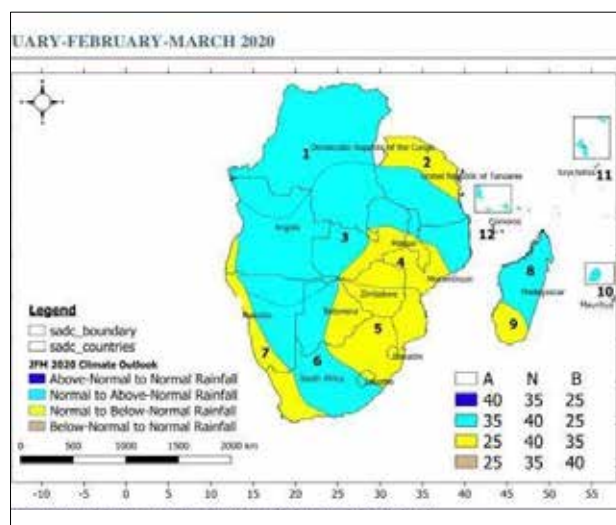 UARY-FEBRUARY-MARCH 2020
1
Democratic Republic of the Congo
2
United Republic of Tanzania
11
Comoros
12
Angola
3
Malawi
4
Mozambique
8
Madagascar
10
Mauritius
Zimbabwe
Namibia
Botswana
5
9
7
6
South Africa
Legend
sadc_boundary
sadc_countries
JFM 2020 Climate Outlook
Above-Normal to Normal Rainfall
Normal to Above-Normal Rainfall
Normal to Below-Normal Rainfall
Below-Normal to Normal Rainfall
0 500 1000 1500 2000 km
A N B
40 35 25
35 40 25
25 40 35
25 35 40
-10 -5 0 5 10 15 20 25 30 35 40 45 50 55